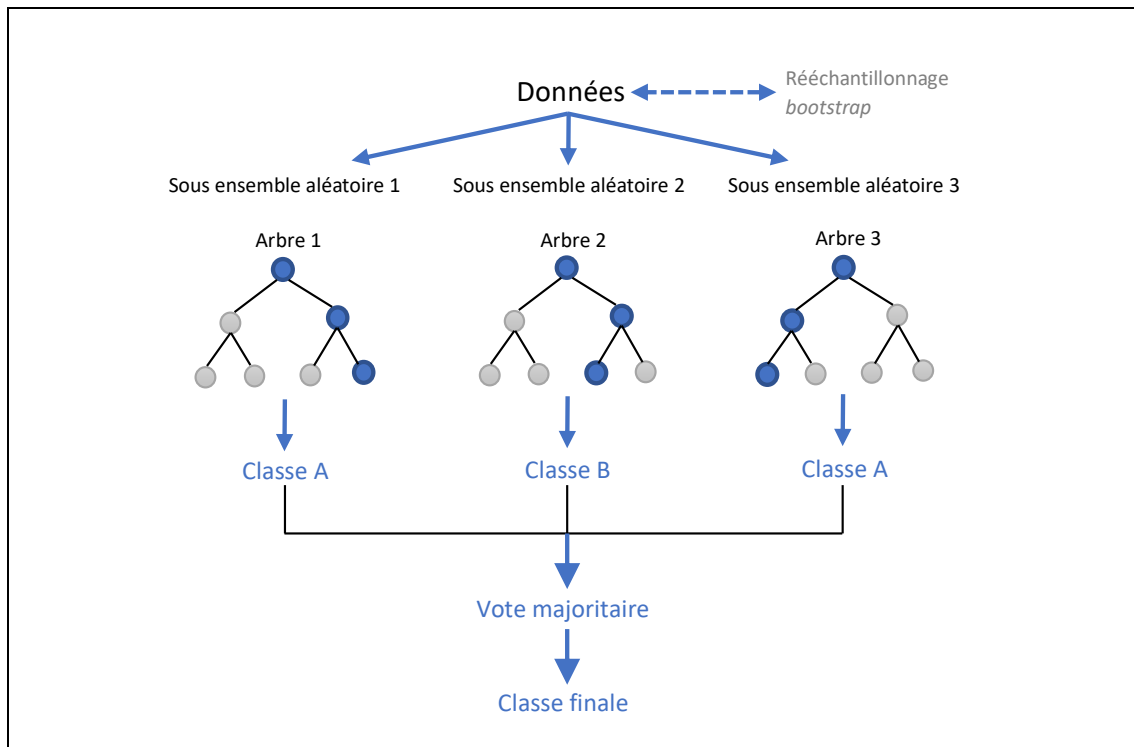 Données
Rééchantillonnage
bootstrap
Sous ensemble aléatoire 1
Sous ensemble aléatoire 2
Sous ensemble aléatoire 3
Arbre 1
Arbre 2
Arbre 3
Classe A
Classe B
Classe A
Vote majoritaire
Classe finale